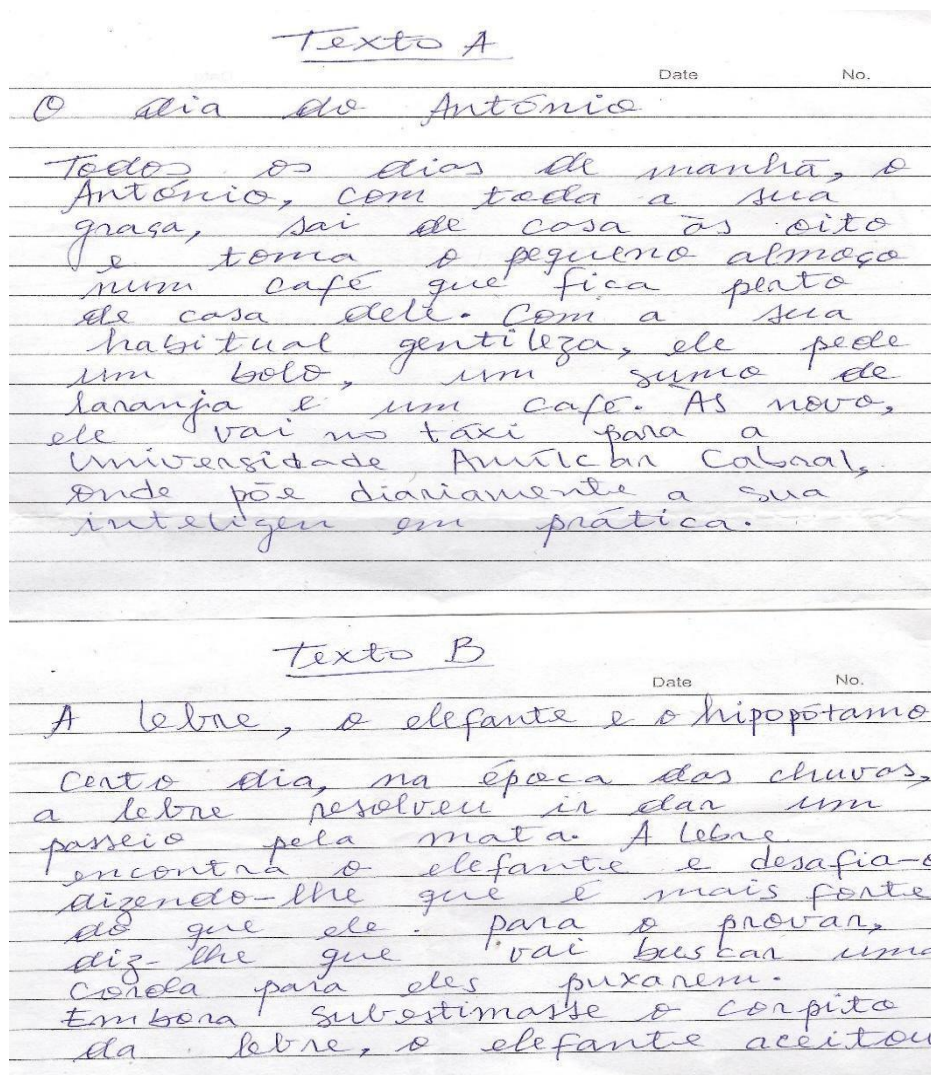 Texto A
Date No.
O dia do António
Todos os dias de manhã, o
António, com toda a sua
graça, sai de casa às oito
e toma o pequeno almoço
num café que fica perto
de casa dele. Com a sua
habitual gentileza, ele pede
um bolo, um sumo de
laranja e um café. As novo,
ele vai no táxi para a
Universidade Amílcar Cabral,
onde põe diariamente a sua
inteligen em prática.
Texto B
Date No.
A lebre, o elefante e o hipopótamo
Certo dia, na época das chuvas,
a lebre resolveu ir dar um
passeio pela mata. A lebre
encontra o elefante e desafia-o
dizendo-lhe que é mais forte
do que ele. para o provar,
diz-lhe que vai buscar uma
corda para eles puxarem.
Embora subestimasse o corpito
da lebre, o elefante aceitou